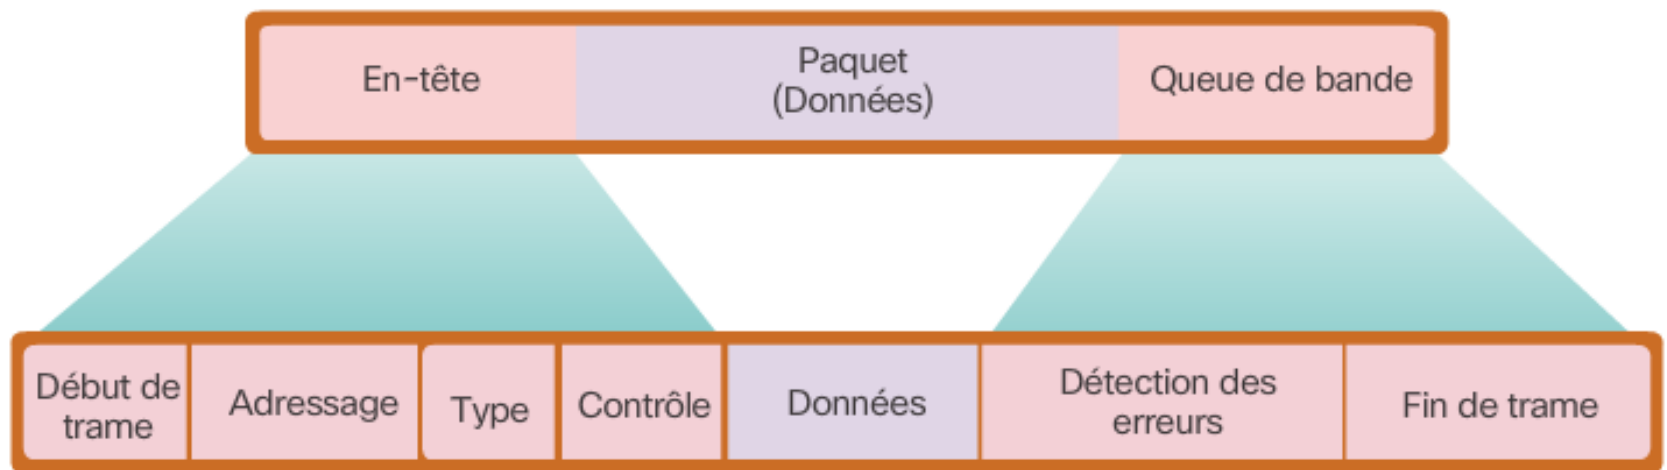 En-tête
Paquet
(Données)
Queue de bande
Début de
trame
Adressage
Type
Contrôle
Données
Détection des
erreurs
Fin de trame